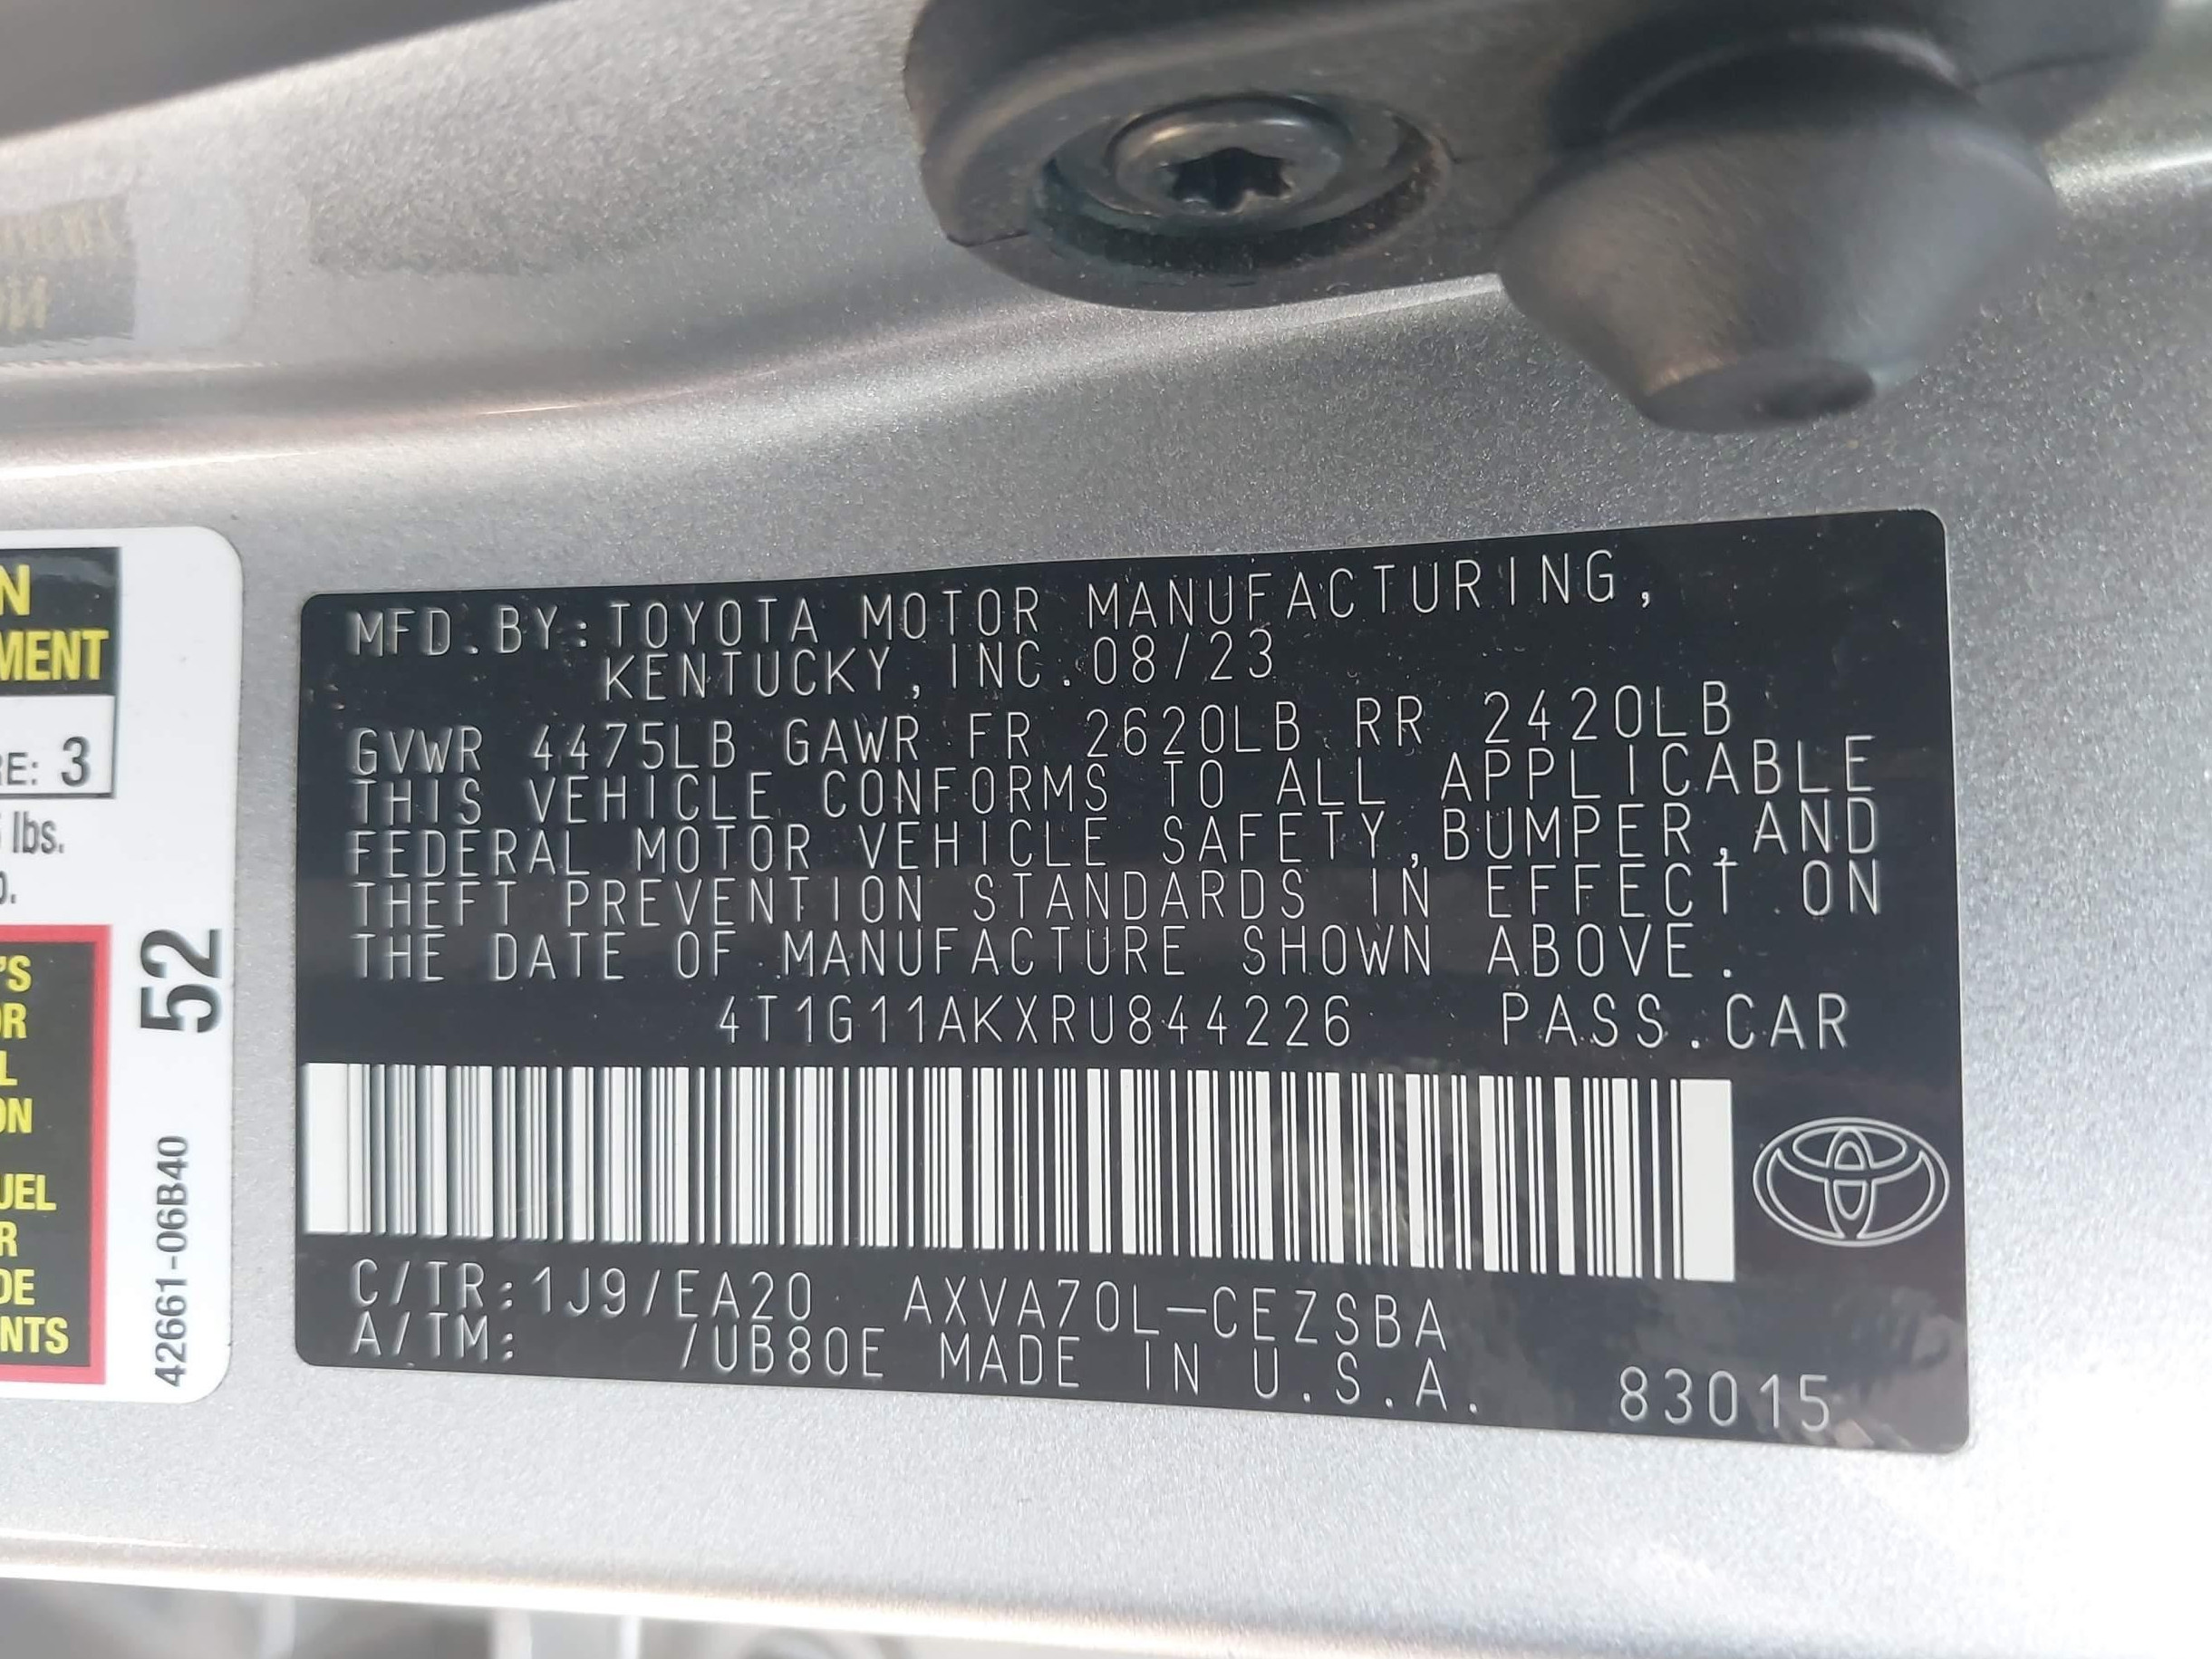 MFD.BY:TOYOTA MOTOR MANUFACTURING,
KENTUCKY, INC.08/23
GVWR 4475LB GAWR FR 2620LB RR 2420LB
THIS VEHICLE CONFORMS TO ALL APPLICABLE
FEDERAL MOTOR VEHICLE SAFETY,BUMPER,AND
THEFT PREVENTION STANDARDS IN EFFECT ON
THE DATE OF MANUFACTURE SHOWN ABOVE.
4T1G11AKXRU844226 PASS.CAR
C/TR:1J9/EA20 AXVA70L-CEZSBA
A/TM: /UB80E MADE IN U.S.A.
83015
3
lbs.
52
42661-06B40